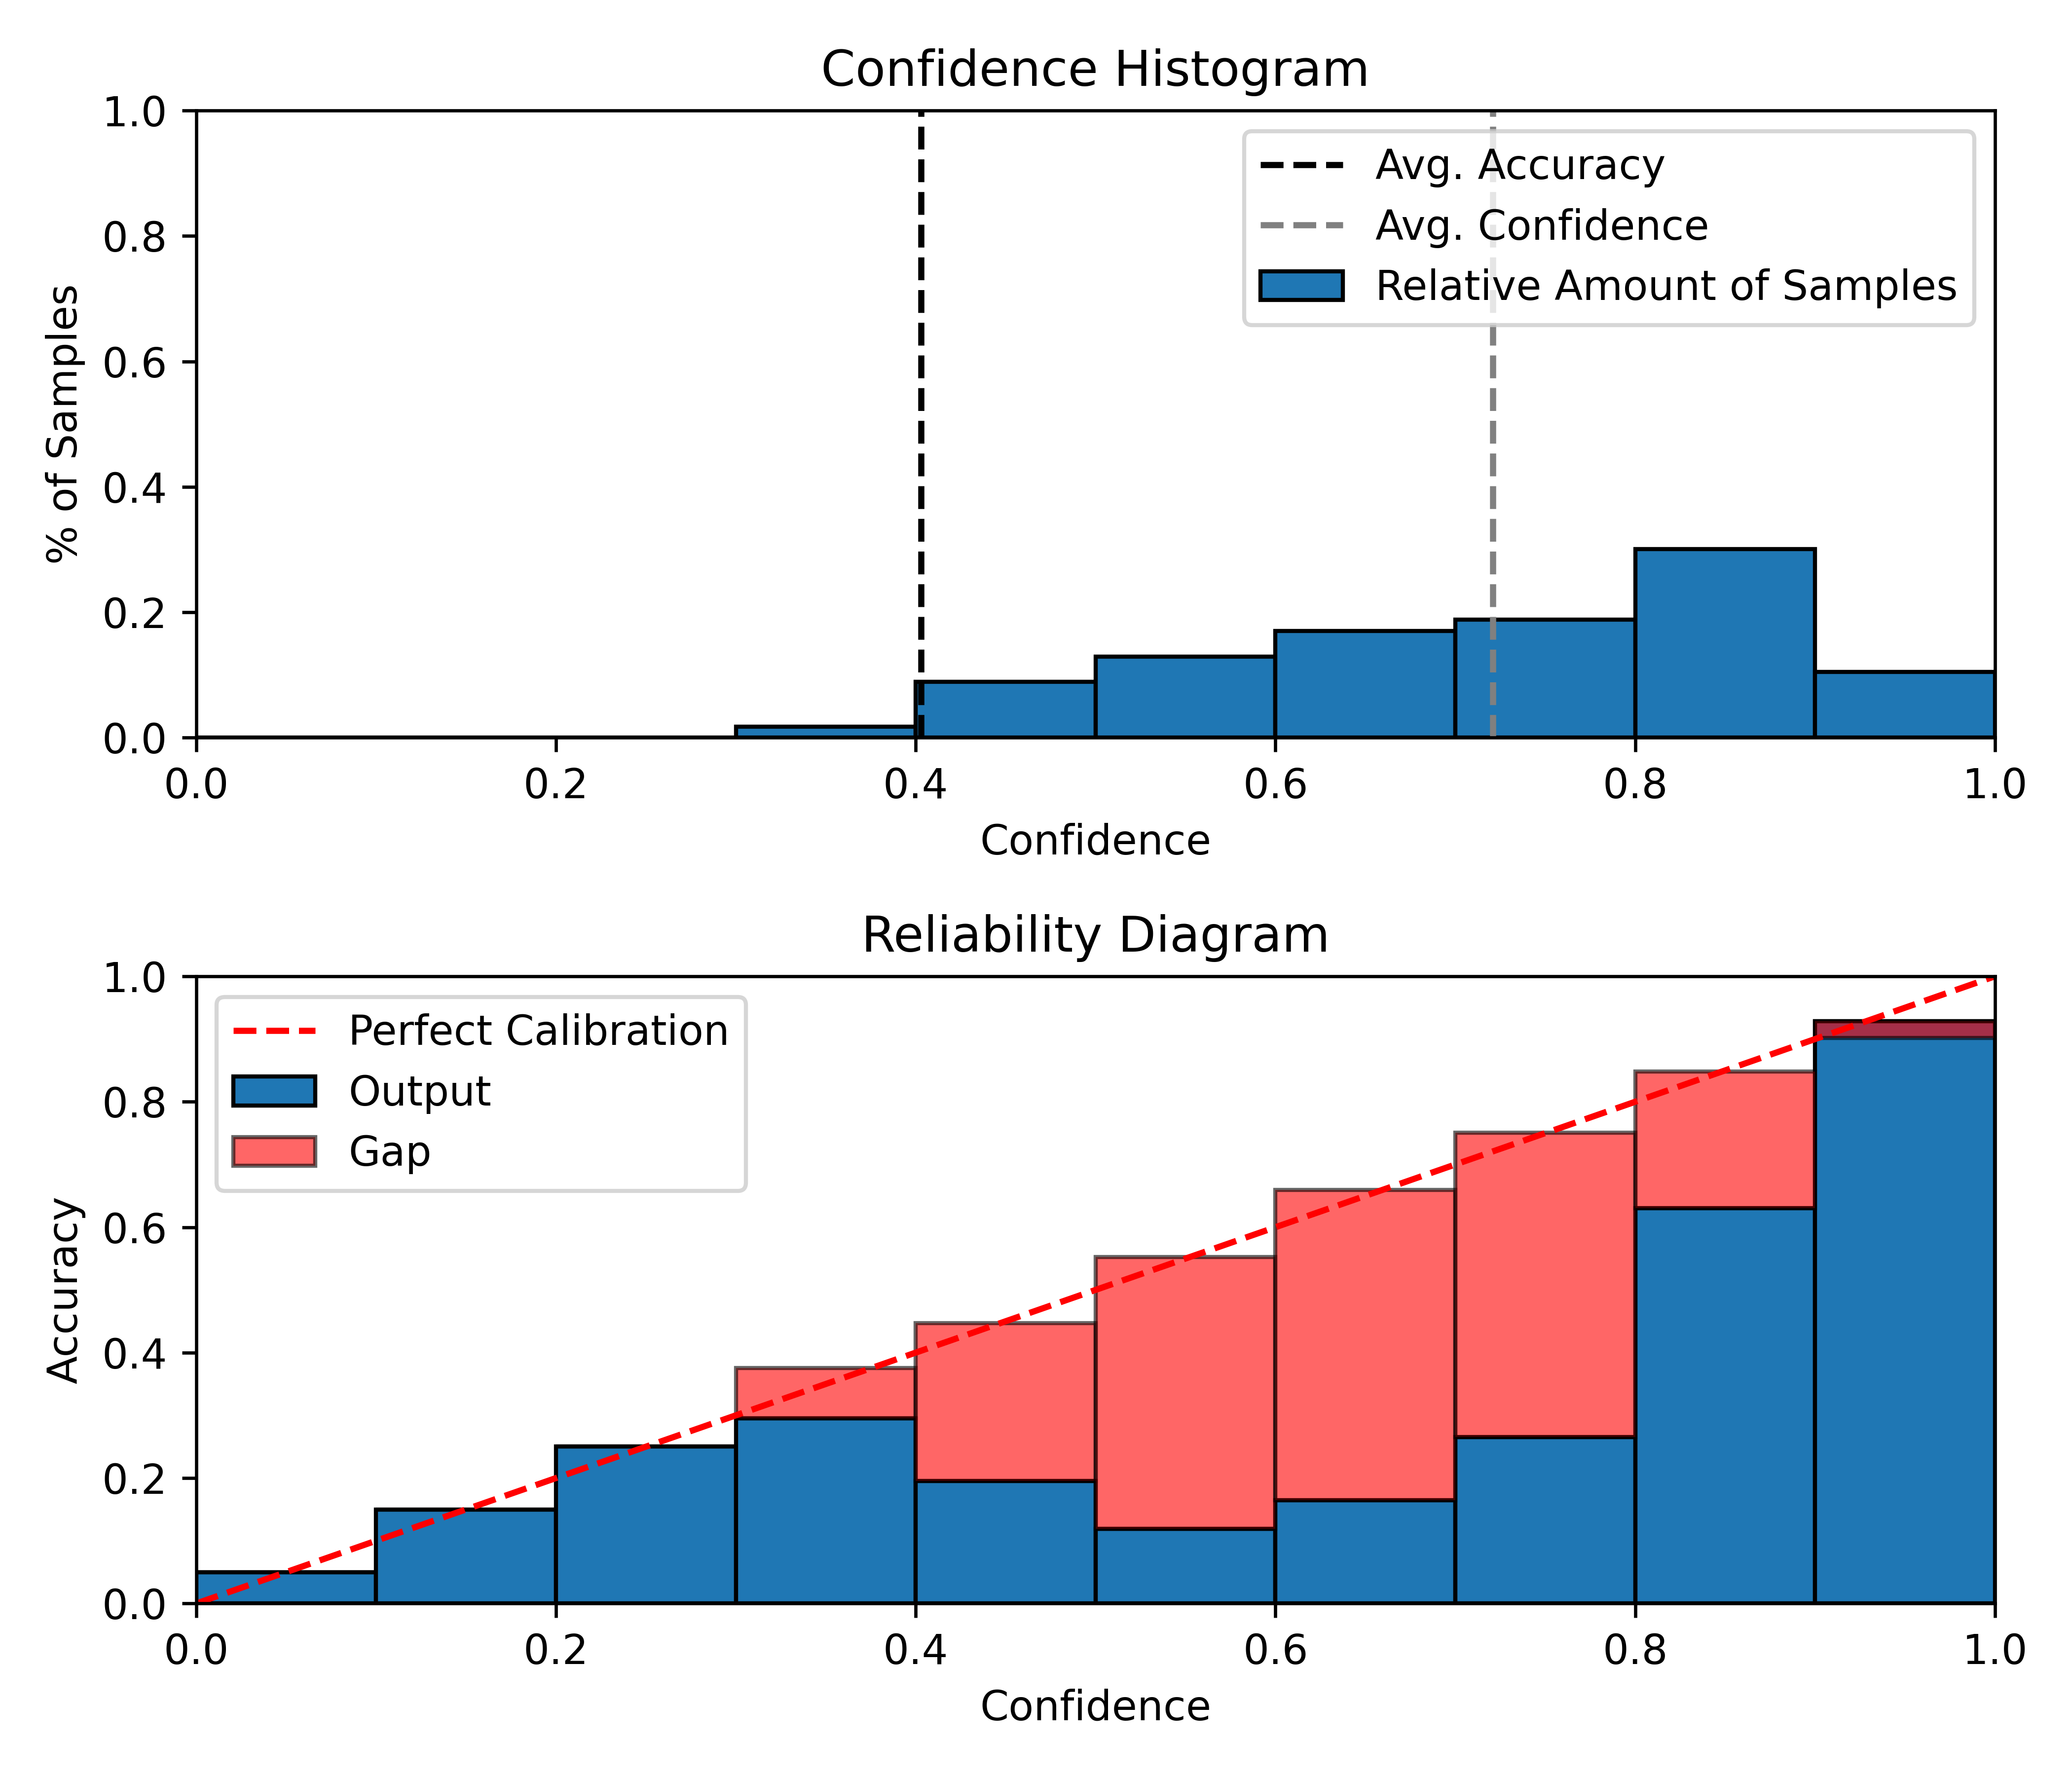 Confidence Histogram
1.0
0.8
0.6
0.4
0.2
0.0
% of Samples
Avg. Accuracy
Avg. Confidence
Relative Amount of Samples
0.0 0.2 0.4 0.6 0.8 1.0
Confidence
Reliability Diagram
1.0
0.8
0.6
0.4
0.2
0.0
Accuracy
Perfect Calibration
Output
Gap
0.0 0.2 0.4 0.6 0.8 1.0
Confidence